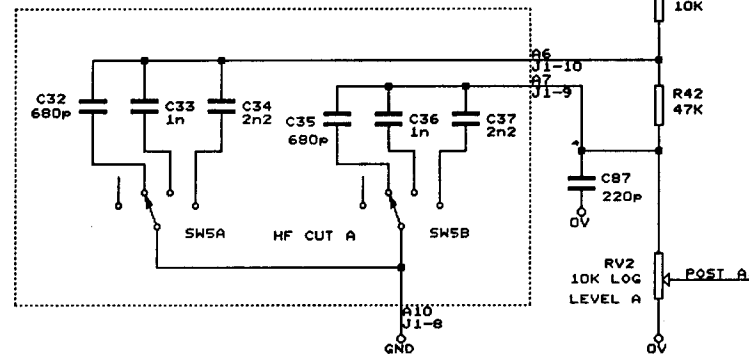 10K
A6
J1-10
A7
J1-9
R42
47K
C32
680p
C33
1n
C34
2n2
C35
680p
C36
1n
C37
2n2
C87
220p
0V
SW5A
HF CUT A
SW5B
RV2
10K LOG
LEVEL A
POST A
A10
J1-8
GND
0V